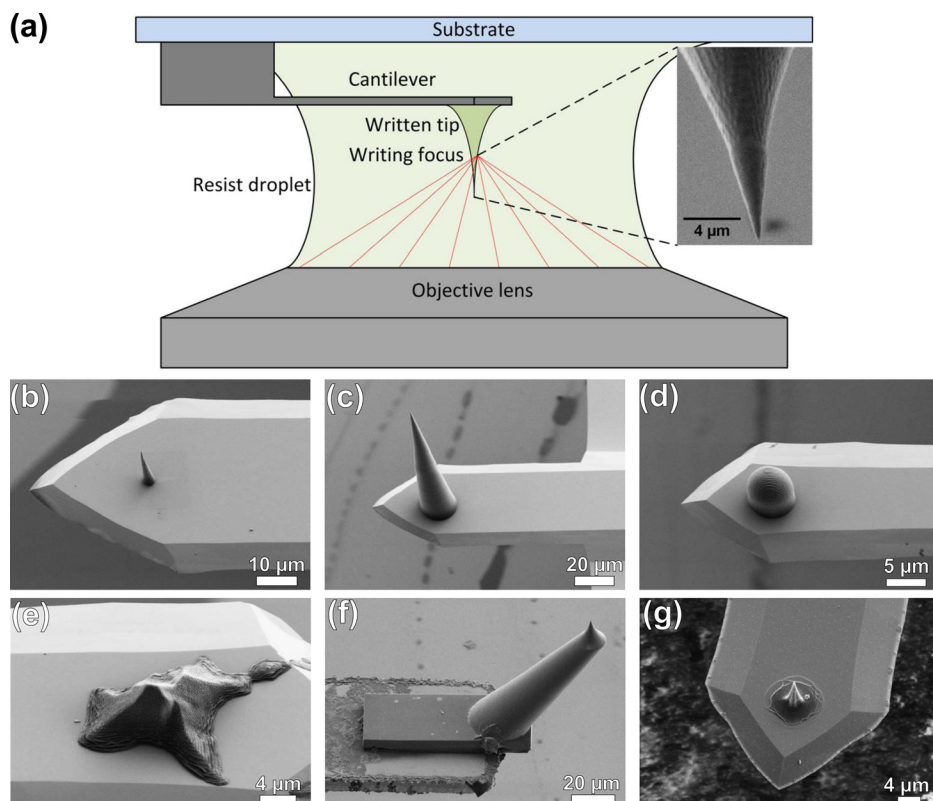 (a)
Substrate
Cantilever
Written tip
Writing focus
Resist droplet
4 µm
Objective lens
(b)
10 µm
(c)
20 µm
(d)
5 µm
(e)
4 µm
(f)
20 µm
(g)
4 µm